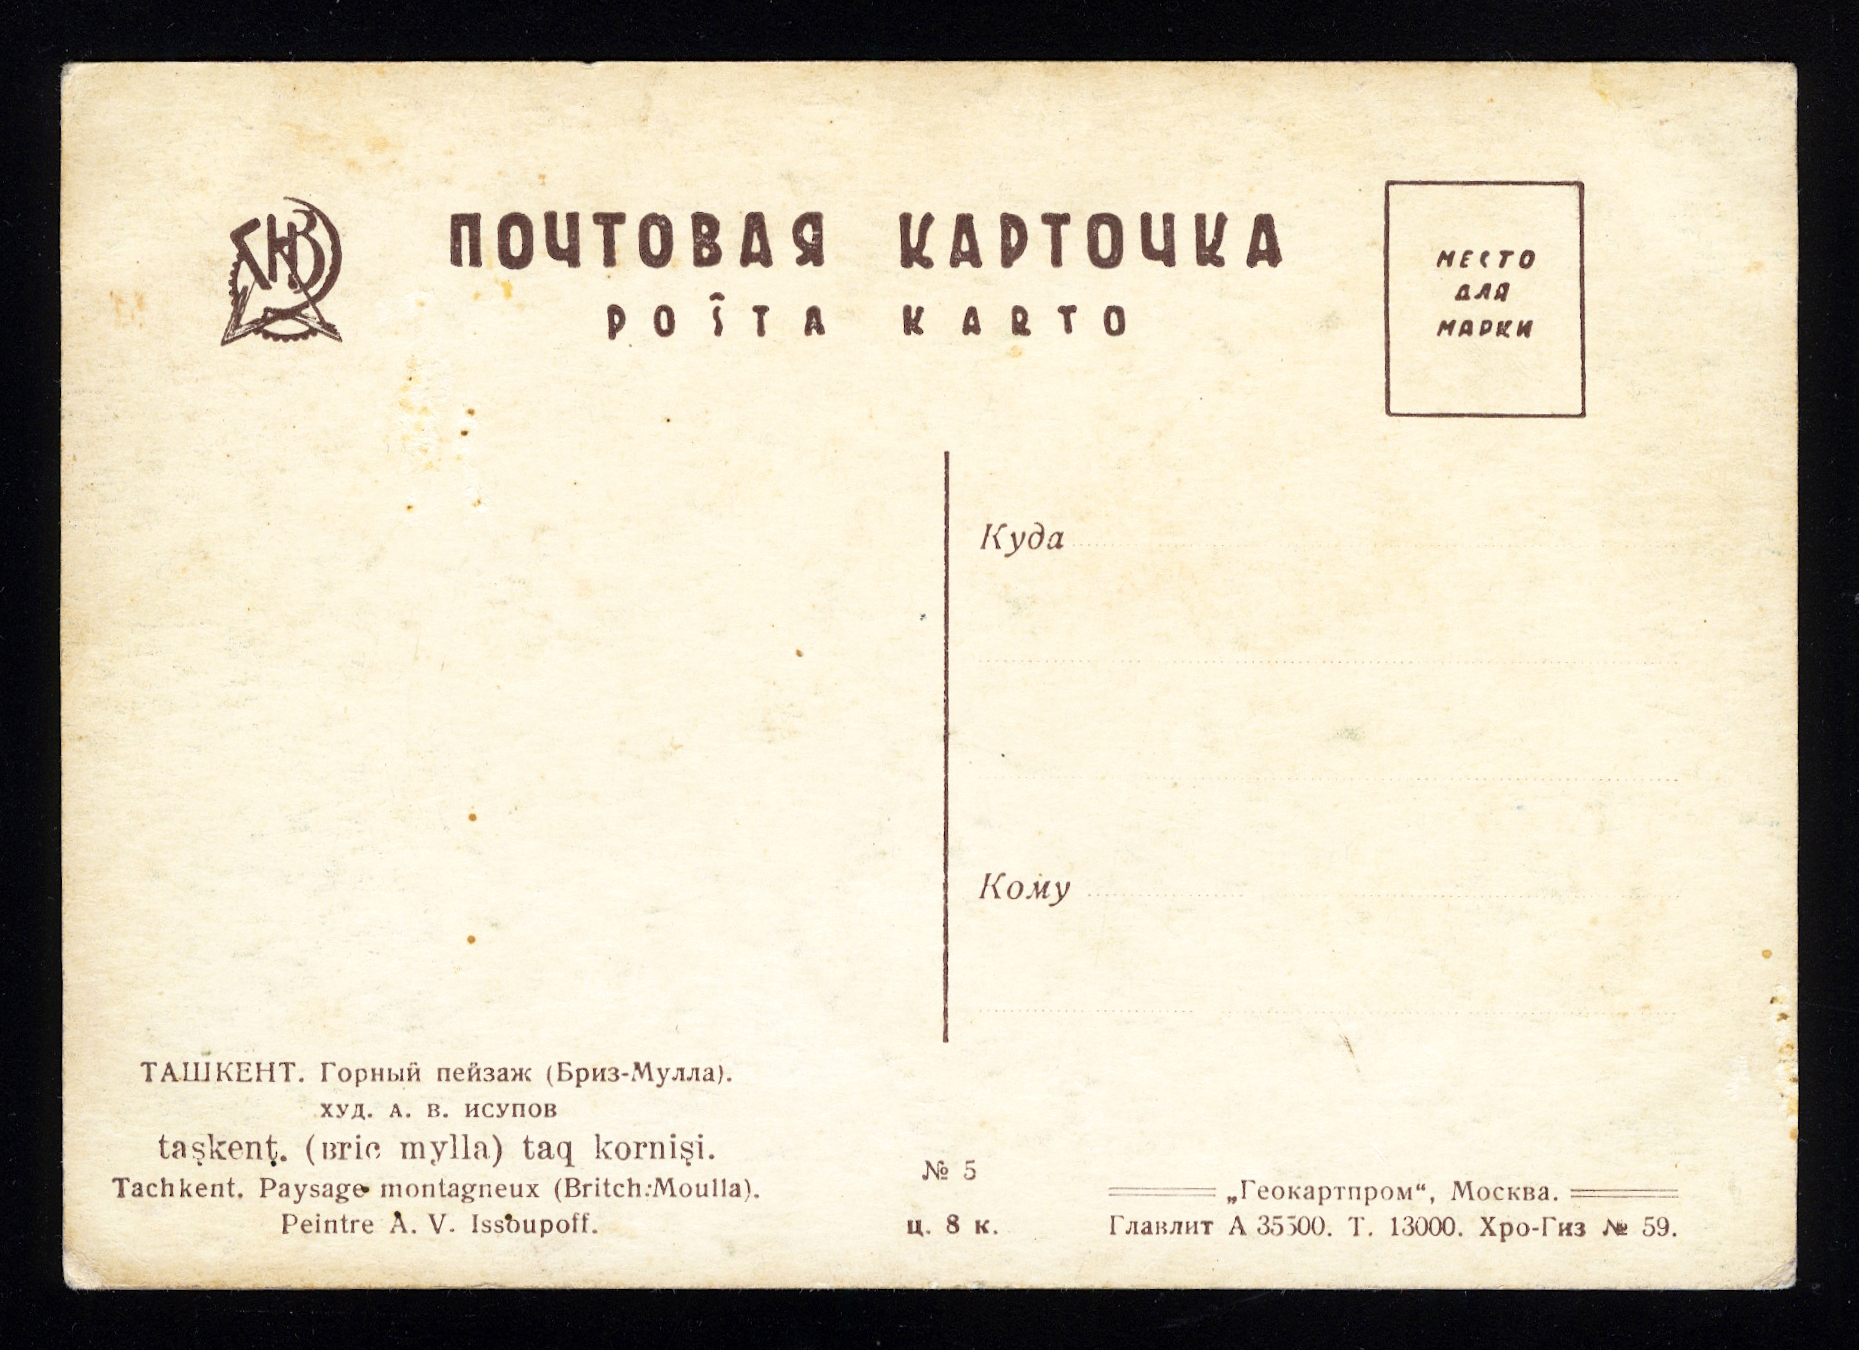 ГКВ
ПОЧТОВАЯ КАРТОЧКА
POŜTA KARTO
МЕСТО
ДЛЯ
МАРКИ
Куда
Кому
ТАШКЕНТ. Горный пейзаж (Бриз-Мулла).
ХУД. А. В. ИСУПОВ
taşkent. (ʙric mylla) taq kornişi.
Tachkent. Paysage montagneux (Britch-Moulla).
Peintre A. V. Issoupoff.
№ 5
ц. 8 к.
„Геокартпром“, Москва.
Главлит А 35500. Т. 13000. Хро-Гиз № 59.